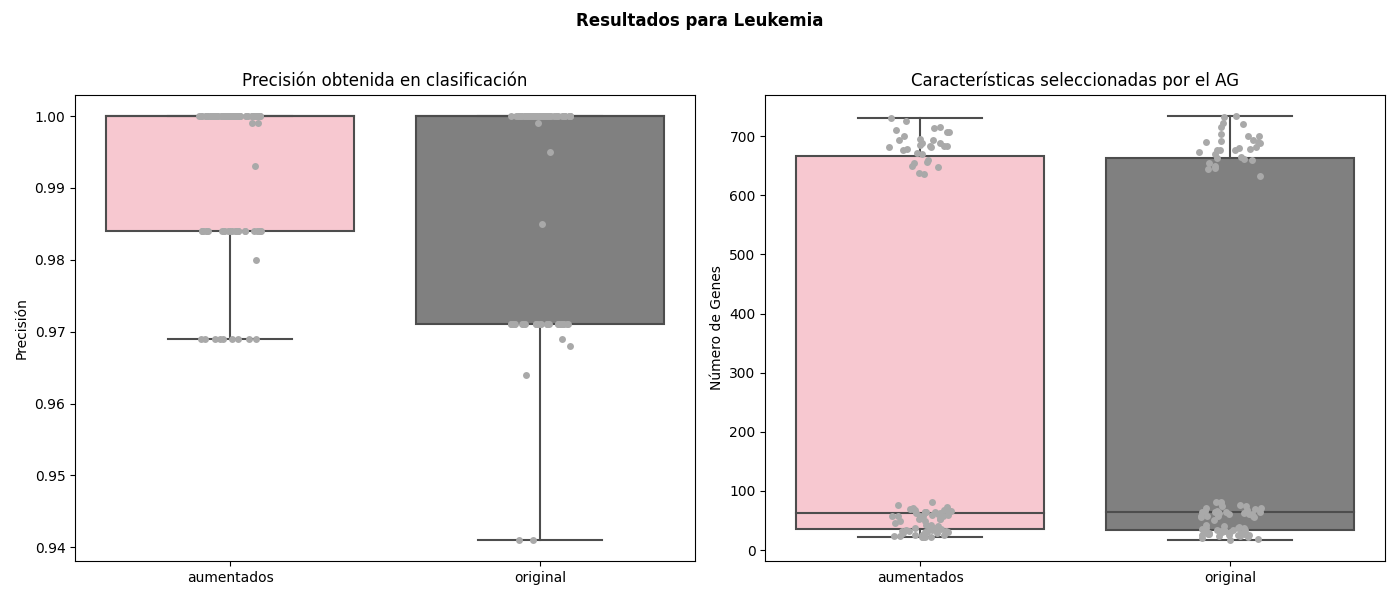 Resultados para Leukemia
Precisión obtenida en clasificación
1.00
0.99
0.98
0.97
0.96
0.95
0.94
Precisión
aumentados
original
Características seleccionadas por el AG
700
600
500
400
300
200
100
0
Número de Genes
aumentados
original